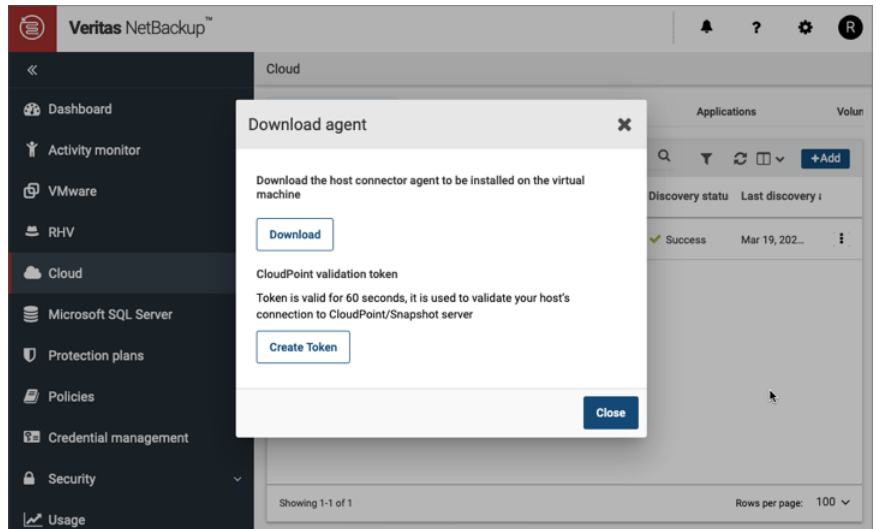 Veritas NetBackup™
?
R
«
Cloud
Dashboard
Activity monitor
VMware
RHV
Cloud
Microsoft SQL Server
Protection plans
Policies
Credential management
Security
Usage
Download agent
Download the host connector agent to be installed on the virtual
machine
Download
CloudPoint validation token
Token is valid for 60 seconds, it is used to validate your host's
connection to CloudPoint/Snapshot server
Create Token
Close
Applications Volun
+Add
Discovery statu Last discovery a
Success Mar 19, 202...
Showing 1-1 of 1 Rows per page: 100